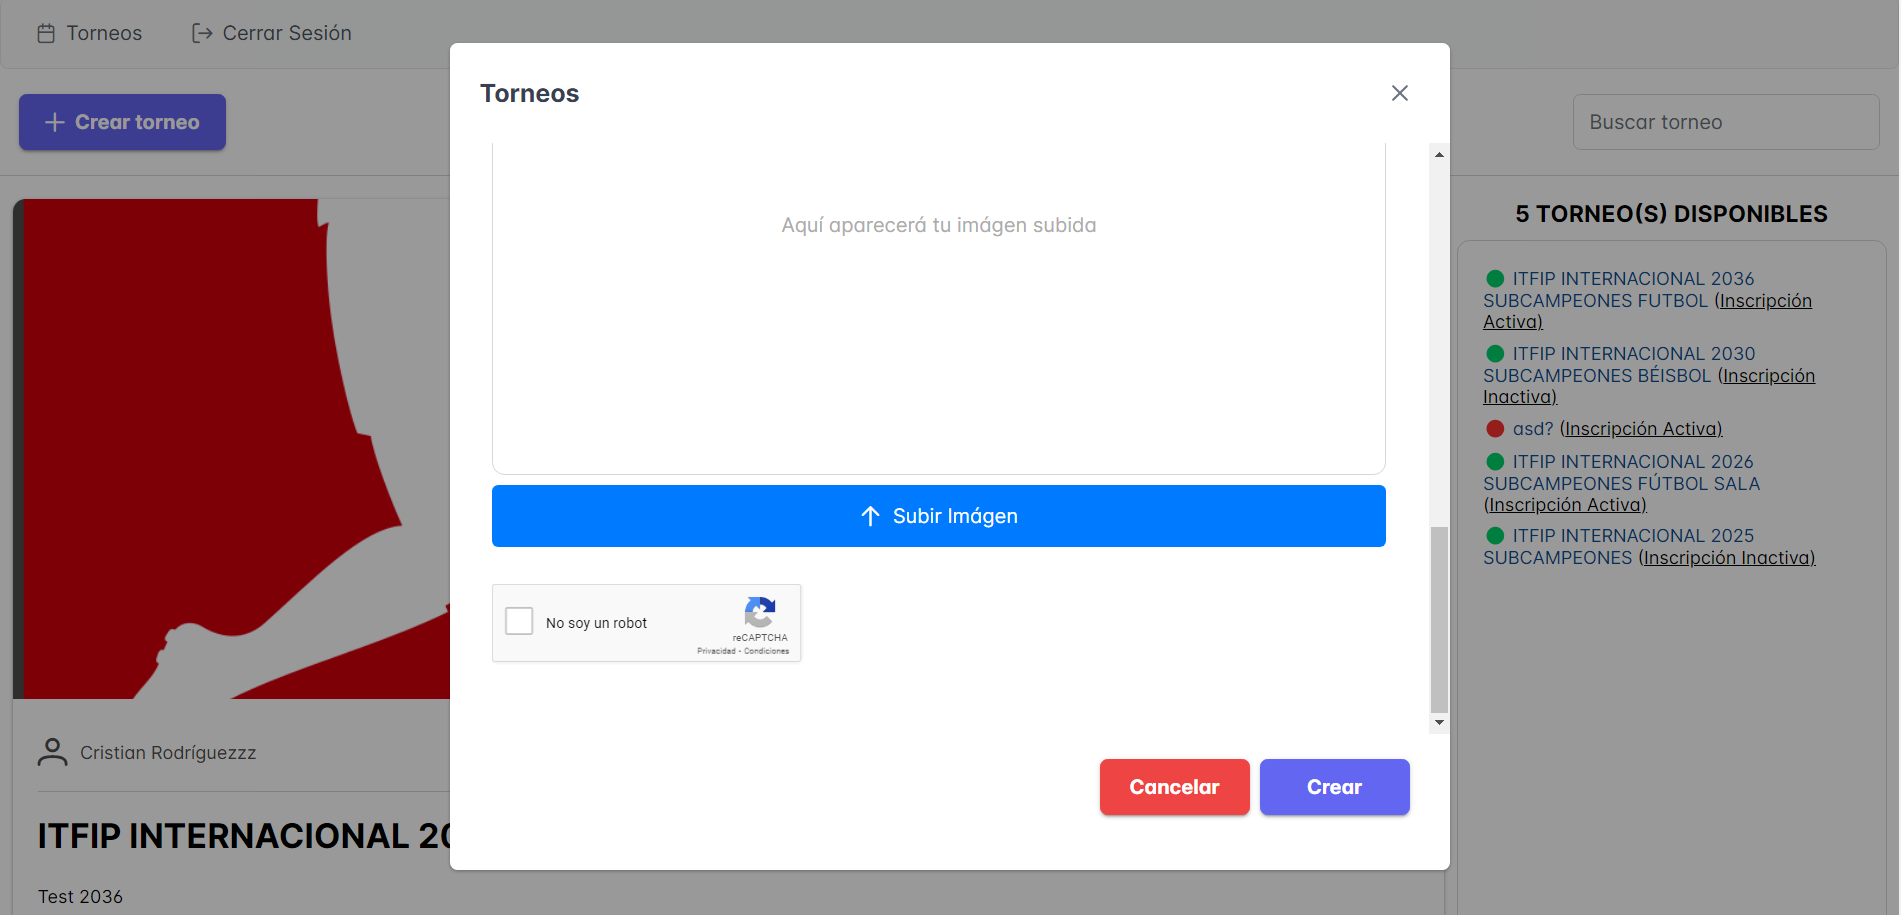 Torneos
Cerrar Sesión
Crear torneo
Buscar torneo
Torneos
Aquí aparecerá tu imágen subida
Subir Imágen
No soy un robot
reCAPTCHA
Privacidad - Condiciones
Cancelar
Crear
5 TORNEO(S) DISPONIBLES
ITFIP INTERNACIONAL 2036
SUBCAMPEONES FUTBOL (Inscripción
Activa)
ITFIP INTERNACIONAL 2030
SUBCAMPEONES BÉISBOL (Inscripción
Inactiva)
asd? (Inscripción Activa)
ITFIP INTERNACIONAL 2026
SUBCAMPEONES FÚTBOL SALA
(Inscripción Activa)
ITFIP INTERNACIONAL 2025
SUBCAMPEONES (Inscripción Inactiva)
Cristian Rodríguezzz
ITFIP INTERNACIONAL 20
Test 2036